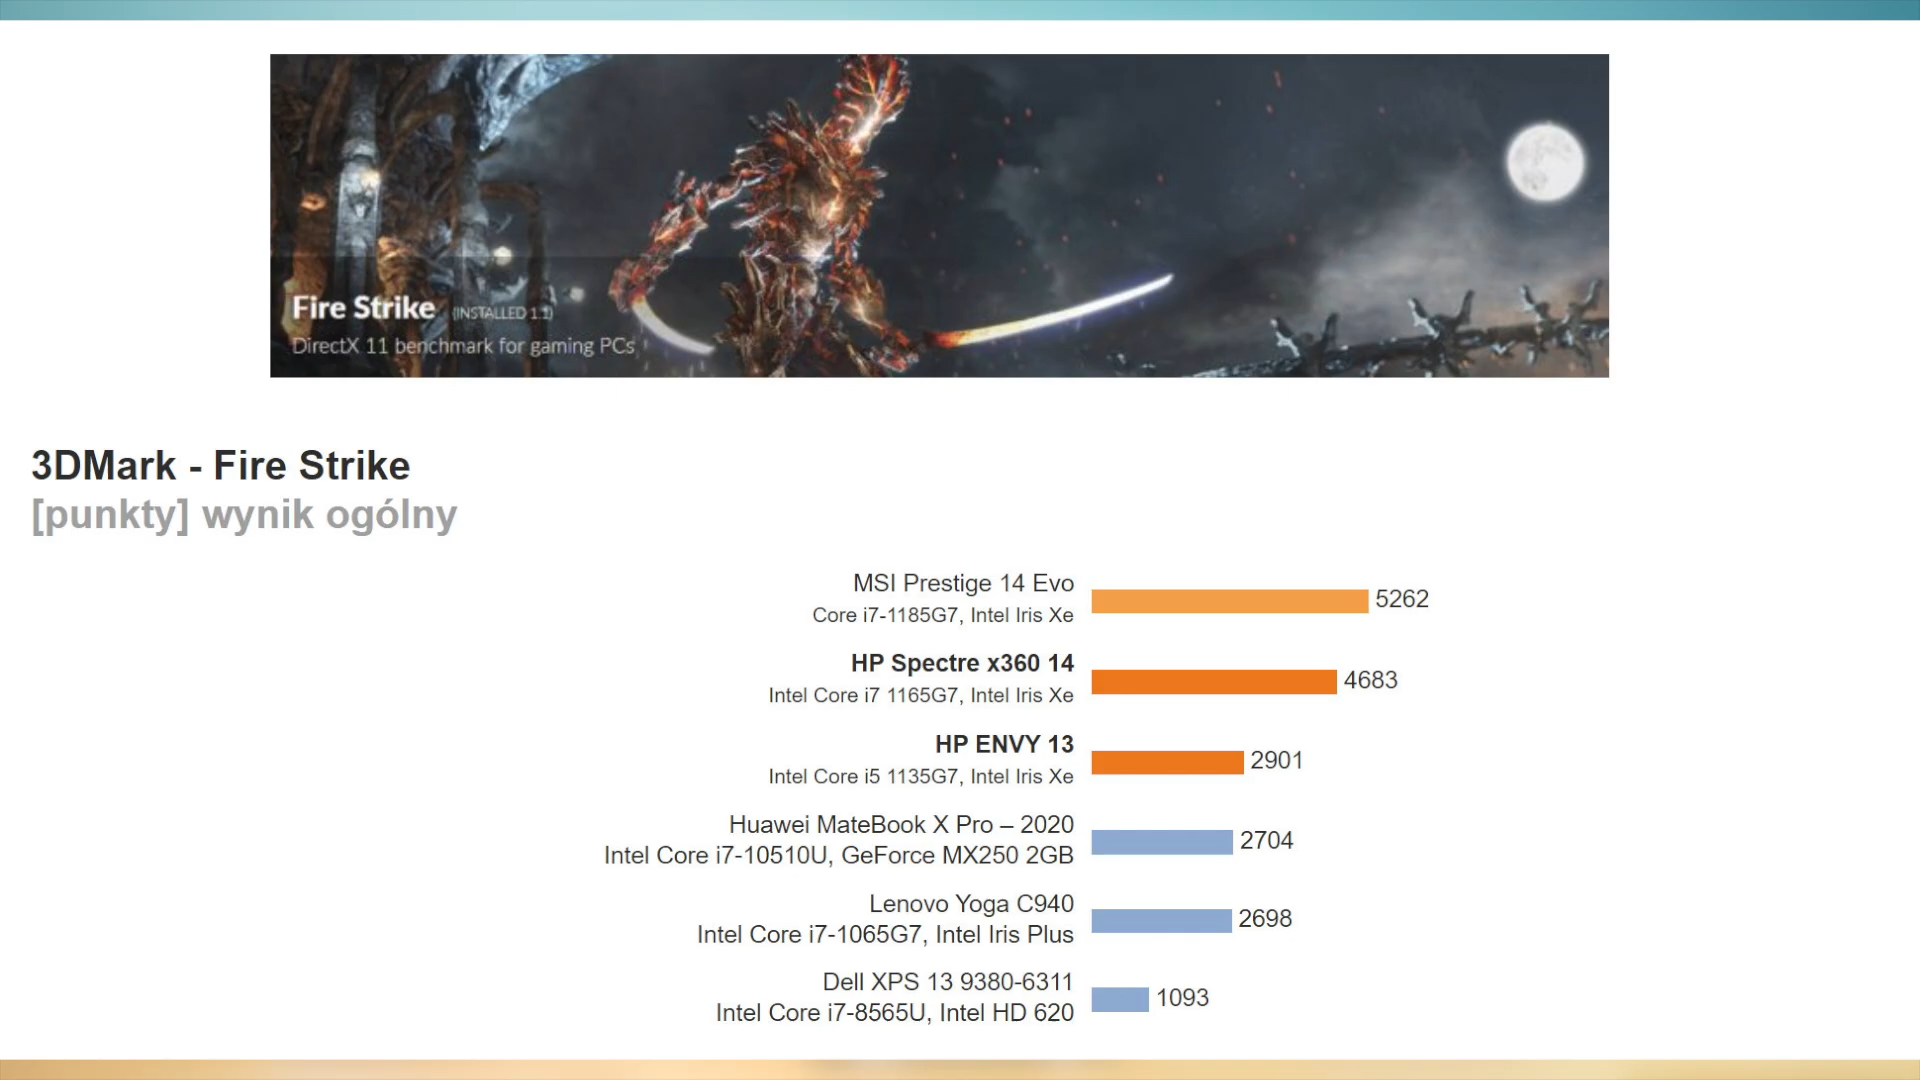 Fire Strike (INSTALLED 1.1)
DirectX 11 benchmark for gaming PCs
3DMark - Fire Strike
[punkty] wynik ogólny
MSI Prestige 14 Evo
Core i7-1185G7, Intel Iris Xe
5262
HP Spectre x360 14
Intel Core i7 1165G7, Intel Iris Xe
4683
HP ENVY 13
Intel Core i5 1135G7, Intel Iris Xe
2901
Huawei MateBook X Pro – 2020
Intel Core i7-10510U, GeForce MX250 2GB
2704
Lenovo Yoga C940
Intel Core i7-1065G7, Intel Iris Plus
2698
Dell XPS 13 9380-6311
Intel Core i7-8565U, Intel HD 620
1093